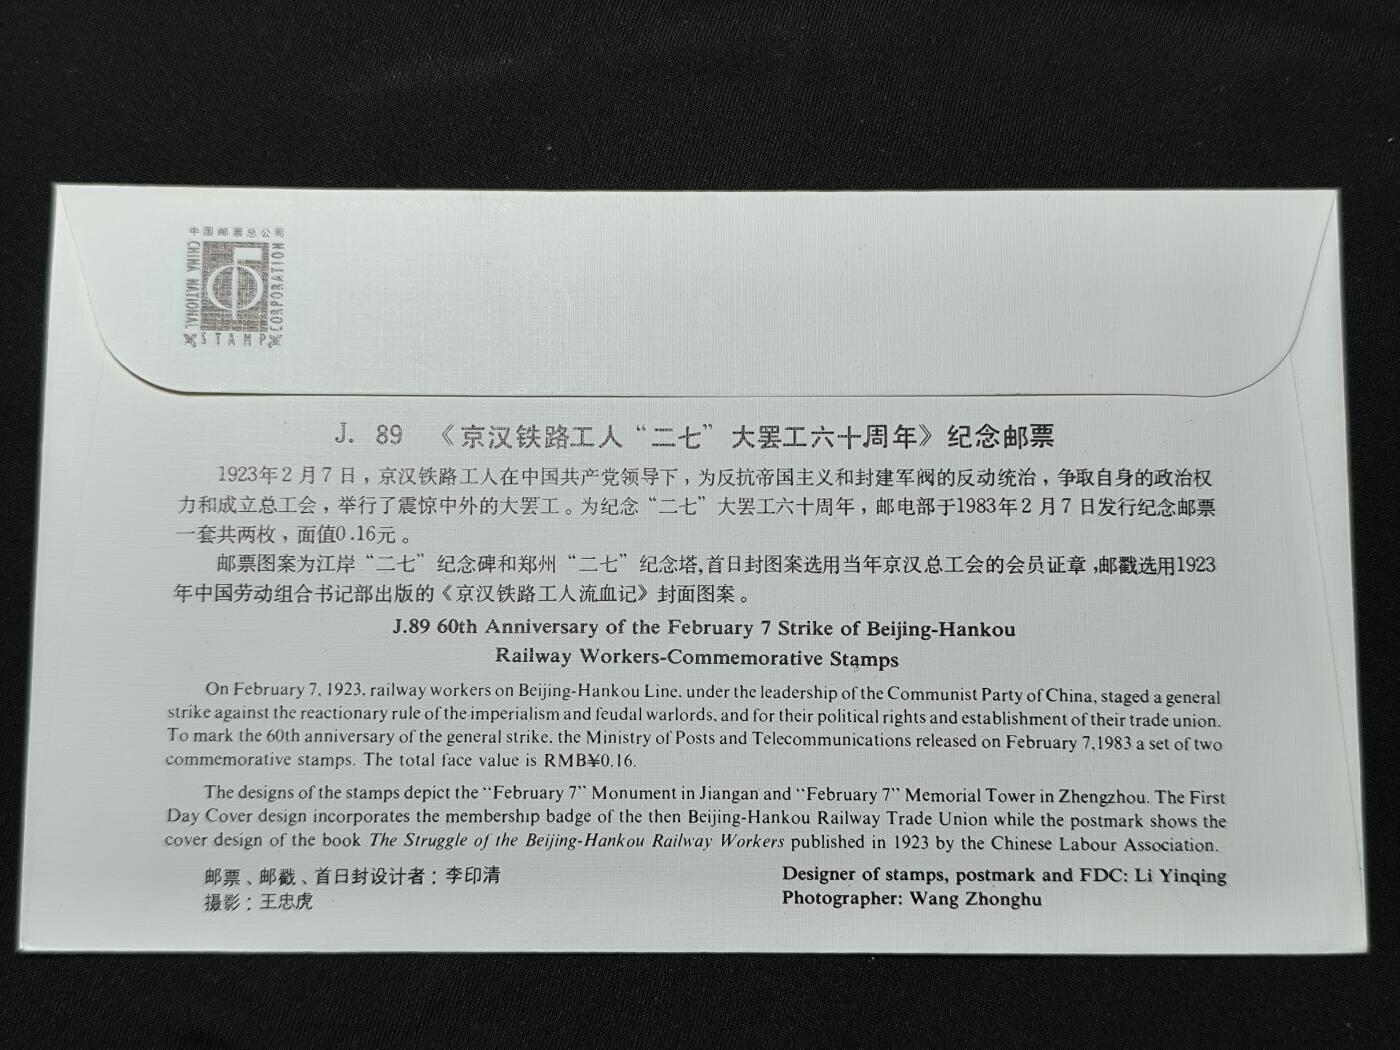 中国邮票总公司
CHINA NATIONAL
STAMP
CORPORATION
J. 89 《京汉铁路工人“二七”大罢工六十周年》纪念邮票
1923年2月7日，京汉铁路工人在中国共产党领导下，为反抗帝国主义和封建军阀的反动统治，争取自身的政治权
力和成立总工会，举行了震惊中外的大罢工。为纪念“二七”大罢工六十周年，邮电部于1983年2月7日发行纪念邮票
一套共两枚，面值0.16元。
邮票图案为江岸“二七”纪念碑和郑州“二七”纪念塔,首日封图案选用当年京汉总工会的会员证章,邮戳选用1923
年中国劳动组合书记部出版的《京汉铁路工人流血记》封面图案。
J.89 60th Anniversary of the February 7 Strike of Beijing-Hankou
Railway Workers-Commemorative Stamps
On February 7, 1923, railway workers on Beijing-Hankou Line, under the leadership of the Communist Party of China, staged a general
strike against the reactionary rule of the imperialism and feudal warlords, and for their political rights and establishment of their trade union.
To mark the 60th anniversary of the general strike, the Ministry of Posts and Telecommunications released on February 7,1983 a set of two
commemorative stamps. The total face value is RMB¥0.16.
The designs of the stamps depict the “February 7” Monument in Jiangan and “February 7” Memorial Tower in Zhengzhou. The First
Day Cover design incorporates the membership badge of the then Beijing-Hankou Railway Trade Union while the postmark shows the
cover design of the book The Struggle of the Beijing-Hankou Railway Workers published in 1923 by the Chinese Labour Association.
邮票、邮戳、首日封设计者：李印清
摄影：王忠虎
Designer of stamps, postmark and FDC: Li Yinqing
Photographer: Wang Zhonghu